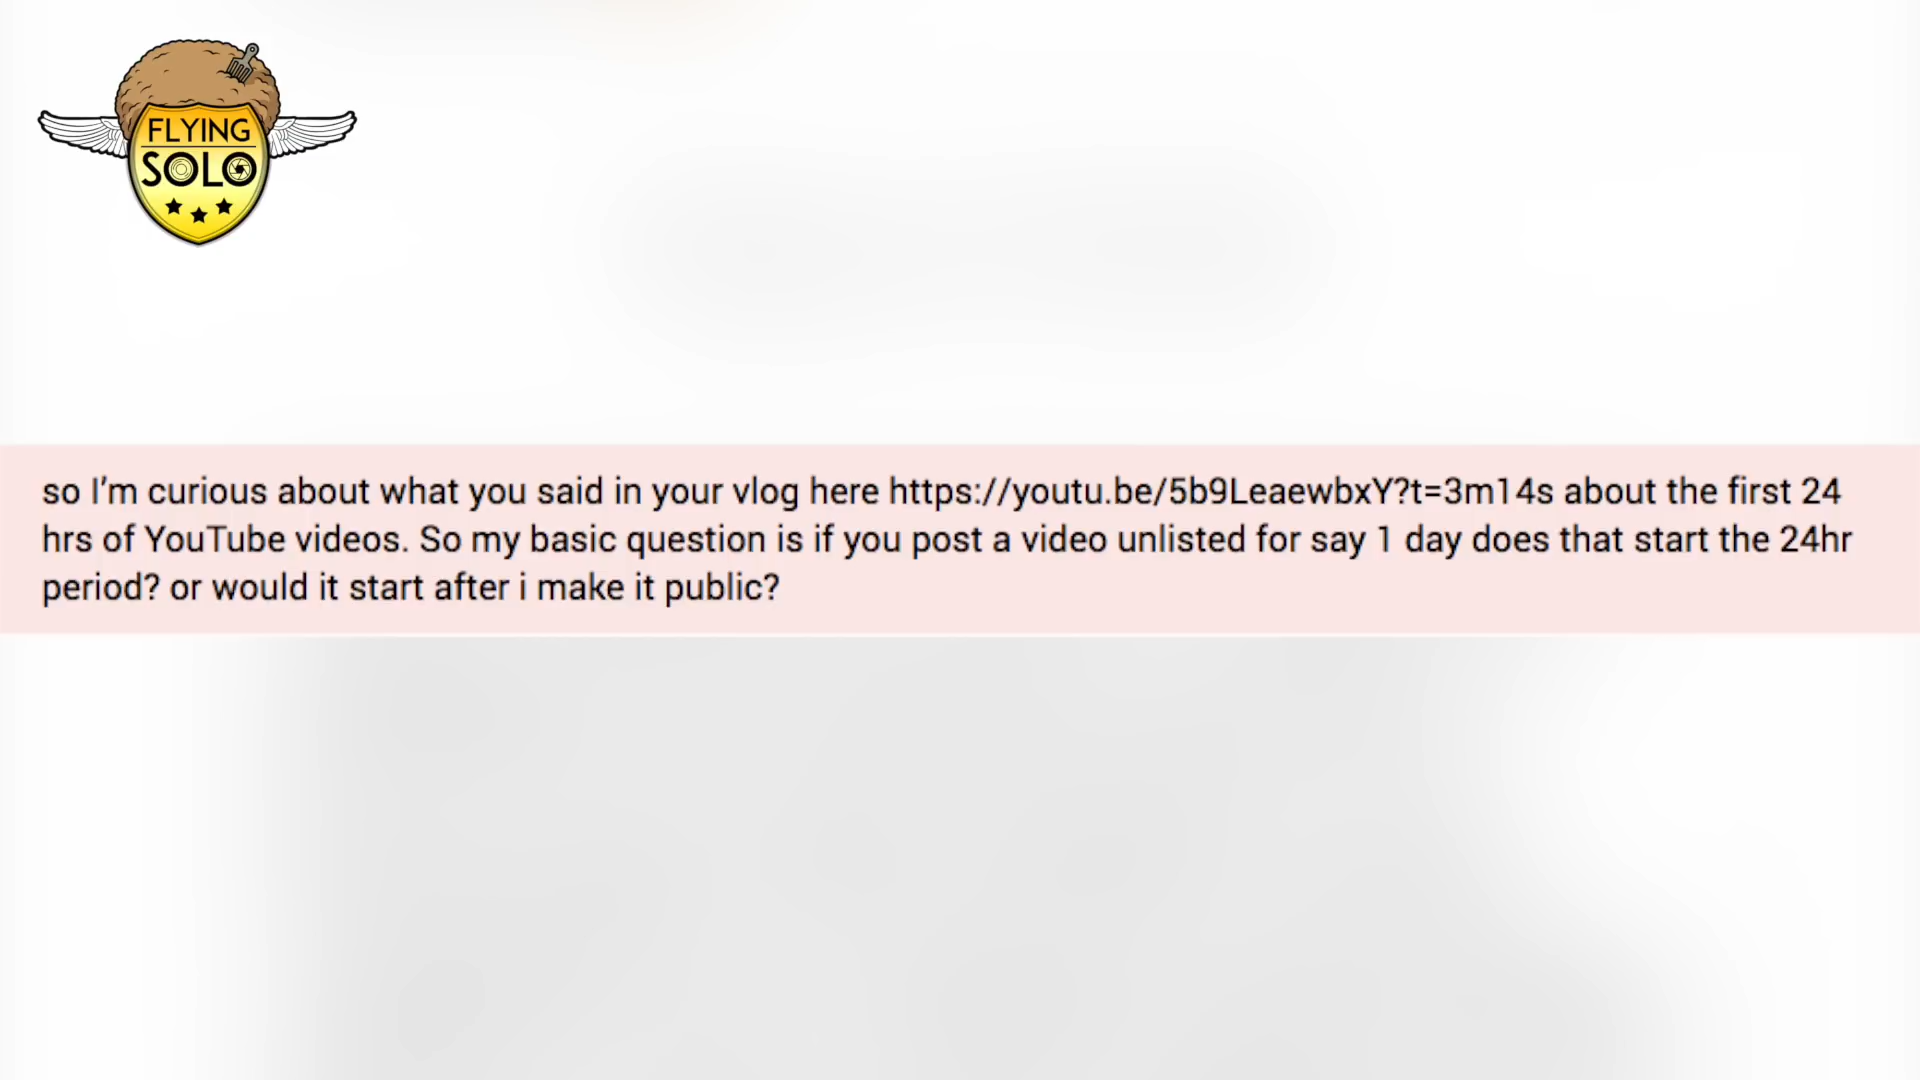 FLYING
SOLO
so I’m curious about what you said in your vlog here https://youtu.be/5b9LeaewbxY?t=3m14s about the first 24
hrs of YouTube videos. So my basic question is if you post a video unlisted for say 1 day does that start the 24hr
period? or would it start after i make it public?